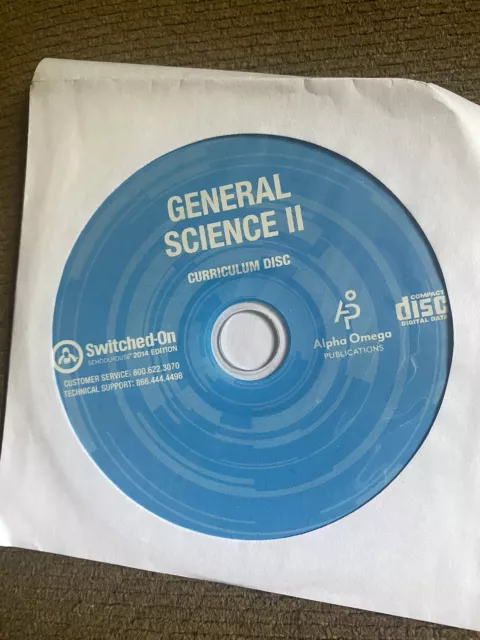 GENERAL
SCIENCE II
CURRICULUM DISC
Switched-On
SCHOOLHOUSE® 2014 EDITION
CUSTOMER SERVICE: 800.622.3070
TECHNICAL SUPPORT: 866.444.4498
Alpha Omega
PUBLICATIONS
COMPACT
disc
DIGITAL DATA